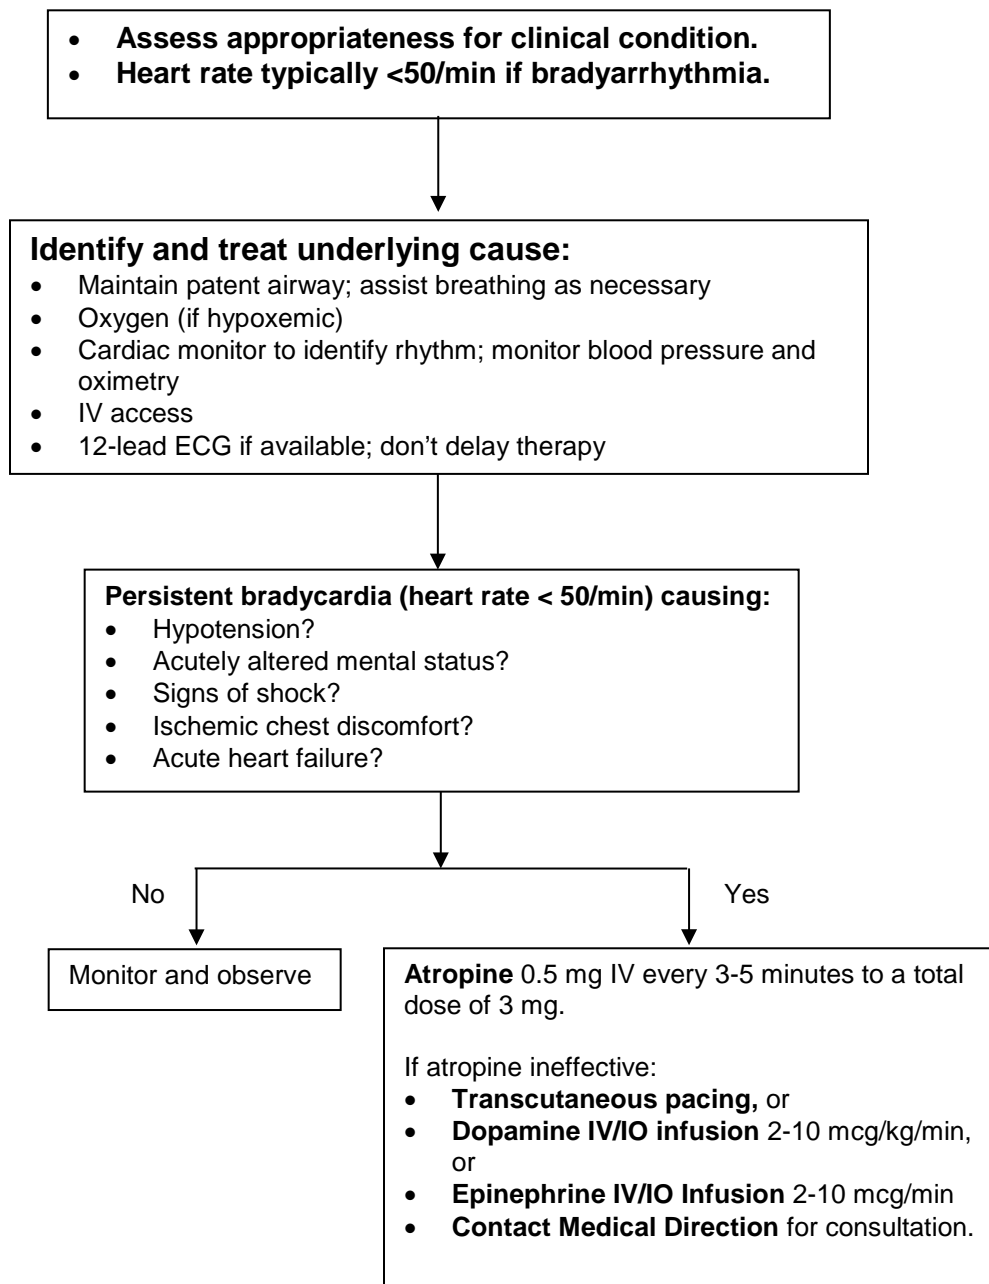 • Assess appropriateness for clinical condition.
• Heart rate typically <50/min if bradyarrhythmia.
Identify and treat underlying cause:
• Maintain patent airway; assist breathing as necessary
• Oxygen (if hypoxemic)
• Cardiac monitor to identify rhythm; monitor blood pressure and
oximetry
• IV access
• 12-lead ECG if available; don’t delay therapy
Persistent bradycardia (heart rate < 50/min) causing:
• Hypotension?
• Acutely altered mental status?
• Signs of shock?
• Ischemic chest discomfort?
• Acute heart failure?
No
Yes
Monitor and observe
Atropine 0.5 mg IV every 3-5 minutes to a total
dose of 3 mg.
If atropine ineffective:
• Transcutaneous pacing, or
• Dopamine IV/IO infusion 2-10 mcg/kg/min,
or
• Epinephrine IV/IO Infusion 2-10 mcg/min
• Contact Medical Direction for consultation.